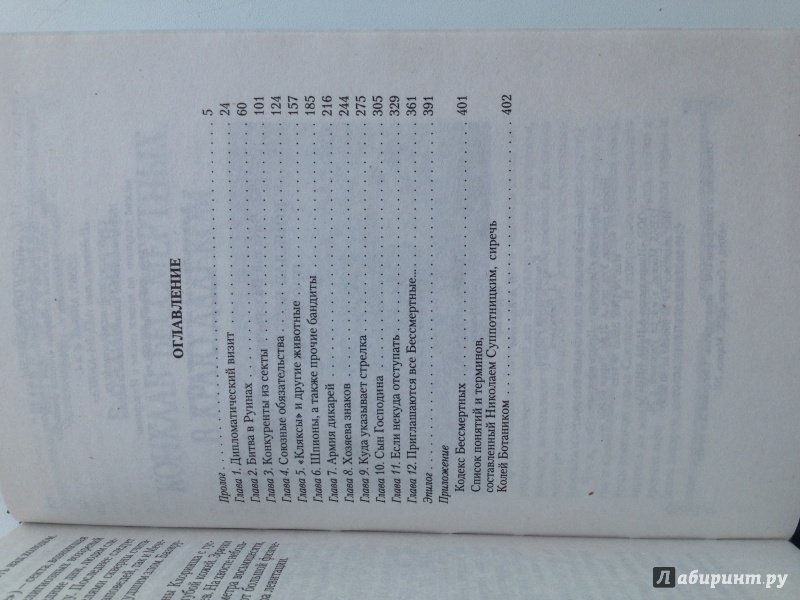 ОГЛАВЛЕНИЕ
Пролог . . . 5
Глава 1. Дипломатический визит . . . 24
Глава 2. Битва в Руинах . . . 60
Глава 3. Конкуренты из секты . . . 101
Глава 4. Союзные обязательства . . . 124
Глава 5. «Кляксы» и другие животные . . . 157
Глава 6. Шпионы, а также прочие бандиты . . . 185
Глава 7. Армия дикарей . . . 216
Глава 8. Хозяева знаков . . . 244
Глава 9. Куда указывает стрелка . . . 275
Глава 10. Сын Господина . . . 305
Глава 11. Если некуда отступать . . . 329
Глава 12. Приглашаются все Бессмертные... . . . 361
Эпилог . . . 391
Приложение
Кодекс Бессмертных . . . 401
Список понятий и терминов,
составленный Николаем Суппотницким, сиречь
Колей Ботаником . . . 402
Лабиринт.ру